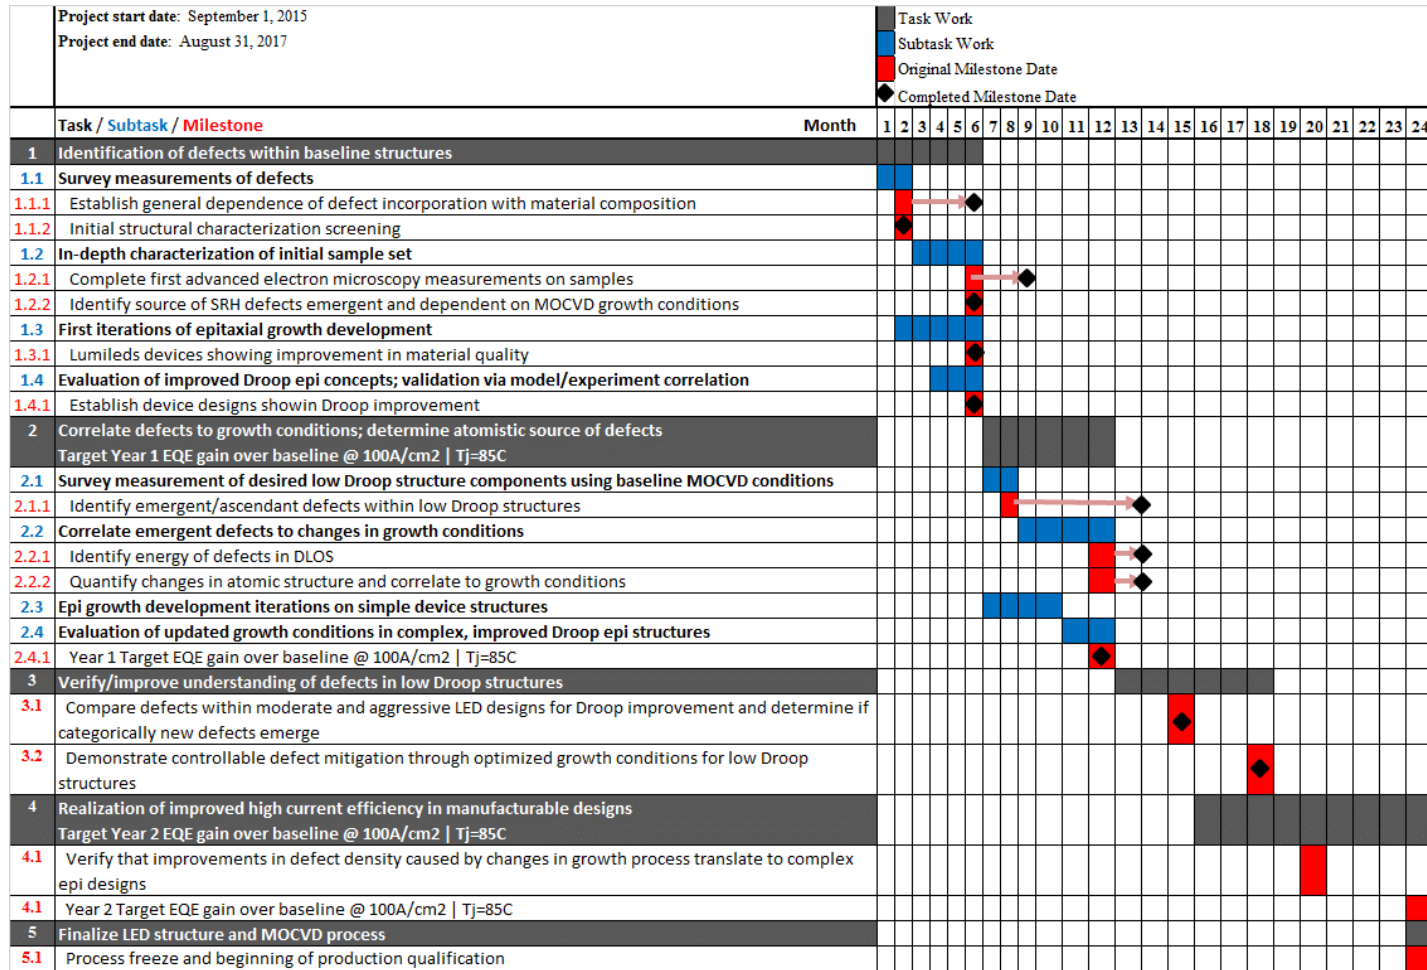 Project start date: September 1, 2015
Project end date: August 31, 2017
Task Work
Subtask Work
Original Milestone Date
Completed Milestone Date
Task / Subtask / Milestone Month 1 2 3 4 5 6 7 8 9 10 11 12 13 14 15 16 17 18 19 20 21 22 23 24
1 Identification of defects within baseline structures
1.1 Survey measurements of defects
1.1.1 Establish general dependence of defect incorporation with material composition
1.1.2 Initial structural characterization screening
1.2 In-depth characterization of initial sample set
1.2.1 Complete first advanced electron microscopy measurements on samples
1.2.2 Identify source of SRH defects emergent and dependent on MOCVD growth conditions
1.3 First iterations of epitaxial growth development
1.3.1 Lumileds devices showing improvement in material quality
1.4 Evaluation of improved Droop epi concepts; validation via model/experiment correlation
1.4.1 Establish device designs showin Droop improvement
2 Correlate defects to growth conditions; determine atomistic source of defects
Target Year 1 EQE gain over baseline @ 100A/cm2 | Tj=85C
2.1 Survey measurement of desired low Droop structure components using baseline MOCVD conditions
2.1.1 Identify emergent/ascendant defects within low Droop structures
2.2 Correlate emergent defects to changes in growth conditions
2.2.1 Identify energy of defects in DLOS
2.2.2 Quantify changes in atomic structure and correlate to growth conditions
2.3 Epi growth development iterations on simple device structures
2.4 Evaluation of updated growth conditions in complex, improved Droop epi structures
2.4.1 Year 1 Target EQE gain over baseline @ 100A/cm2 | Tj=85C
3 Verify/improve understanding of defects in low Droop structures
3.1 Compare defects within moderate and aggressive LED designs for Droop improvement and determine if
categorically new defects emerge
3.2 Demonstrate controllable defect mitigation through optimized growth conditions for low Droop
structures
4 Realization of improved high current efficiency in manufacturable designs
Target Year 2 EQE gain over baseline @ 100A/cm2 | Tj=85C
4.1 Verify that improvements in defect density caused by changes in growth process translate to complex
epi designs
4.1 Year 2 Target EQE gain over baseline @ 100A/cm2 | Tj=85C
5 Finalize LED structure and MOCVD process
5.1 Process freeze and beginning of production qualification